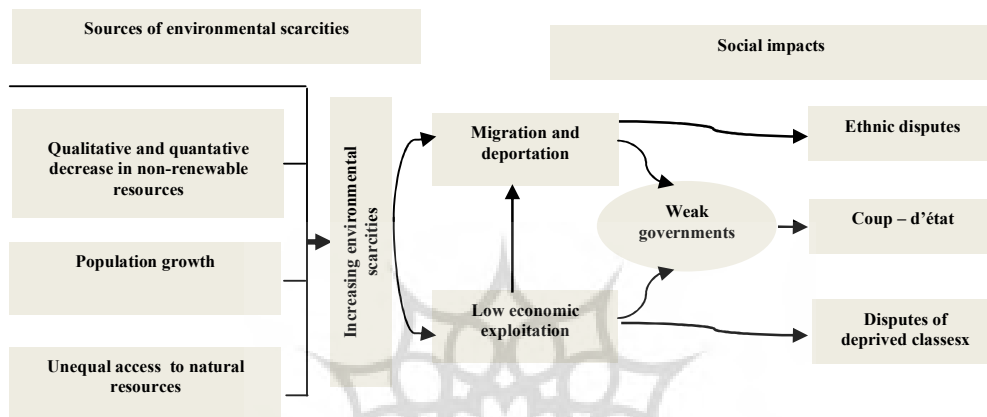 Sources of environmental scarcities
Social impacts
Qualitative and quantative
decrease in non-renewable
resources
Population growth
Unequal access to natural
resources
Increasing environmental
scarcities
Migration and
deportation
Low economic
exploitation
Weak
governments
Ethnic disputes
Coup – d’état
Disputes of
deprived classesx